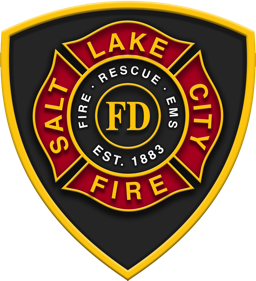 SALT
LAKE
CITY
FIRE
FIRE · RESCUE · EMS
FD
EST. 1883